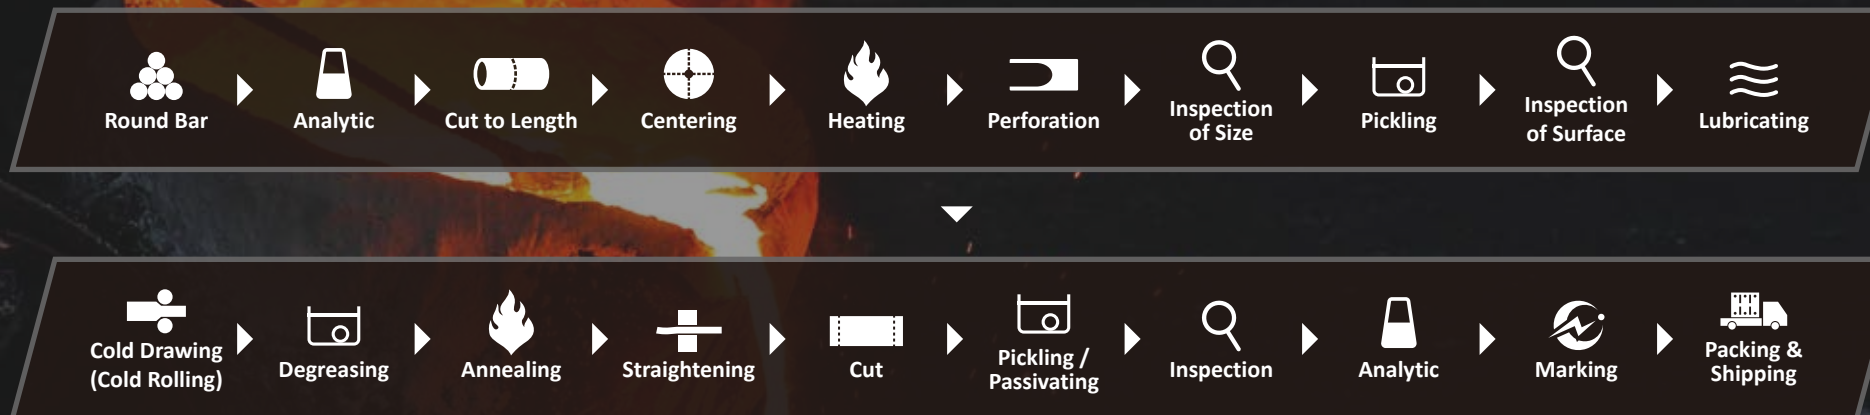 Round Bar
Analytic
Cut to Length
Centering
Heating
Perforation
Inspection
of Size
Pickling
Inspection
of Surface
Lubricating
Cold Drawing
(Cold Rolling)
Degreasing
Annealing
Straightening
Cut
Pickling /
Passivating
Inspection
Analytic
Marking
Packing &
Shipping